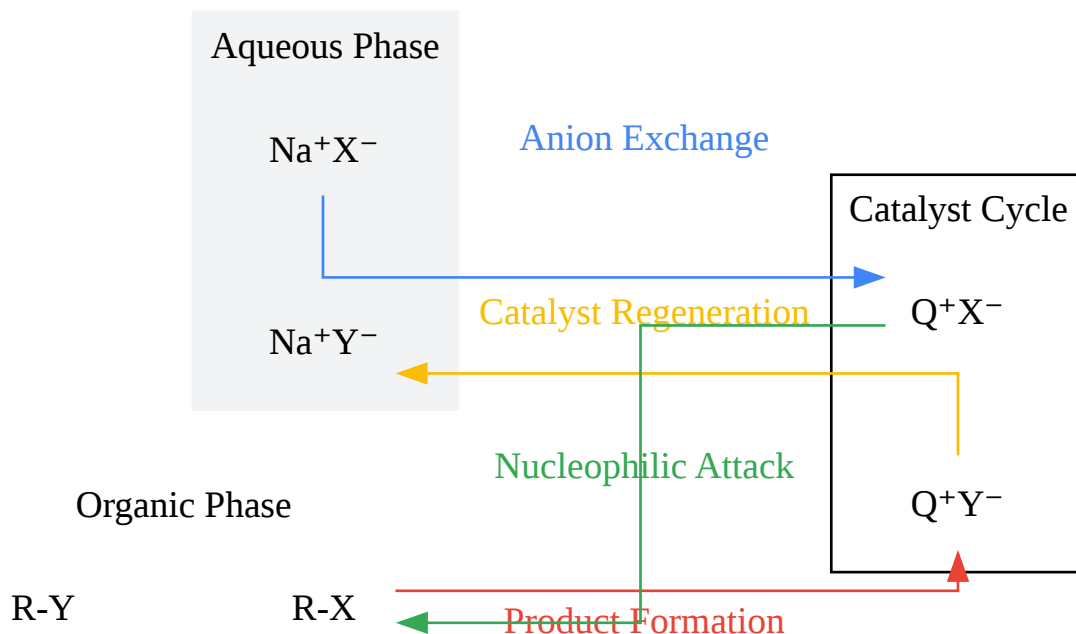 Aqueous Phase
Na⁺X⁻
Anion Exchange
Catalyst Cycle
Catalyst Regeneration
Q⁺X⁻
Na⁺Y⁻
Nucleophilic Attack
Organic Phase
Q⁺Y⁻
R-Y
R-X
Product Formation